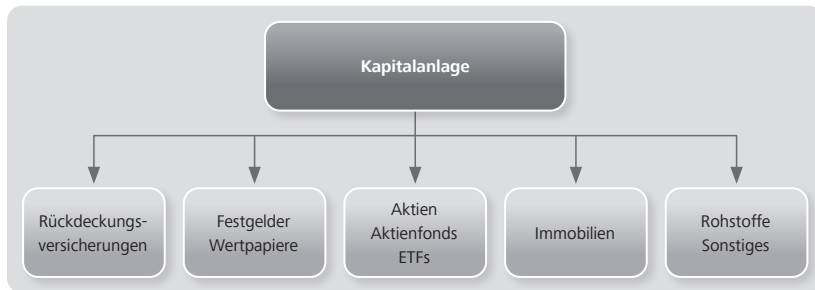 Kapitalanlage
Rückdeckungs-
versicherungen
Festgelder
Wertpapiere
Aktien
Aktienfonds
ETFs
Immobilien
Rohstoffe
Sonstiges